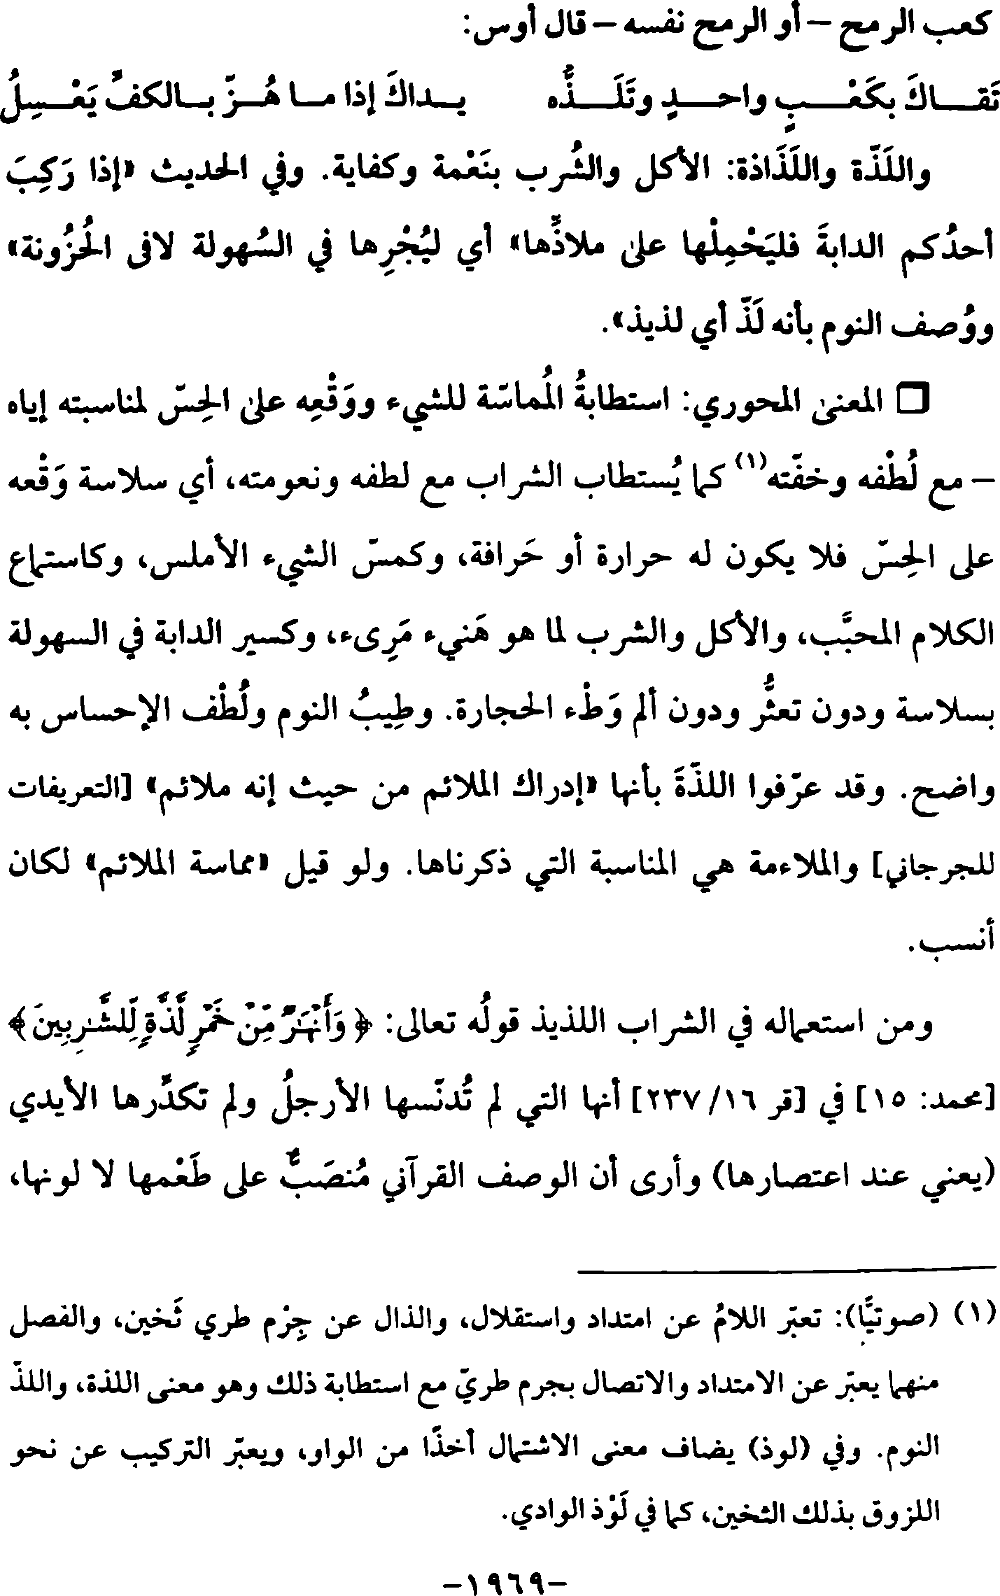 كعب الرمح – أو الرمح نفسه – قال أوس:
تَقـــاكَ بكَعْـــبٍ واحـــدٍ وتَلَـــذُّه يـــداكَ إذا مـــا هُـــزّ بـــالكفِّ يَعْـــسِلُ
واللَذّة واللَذَاذة: الأكل والشُرب بنَعْمة وكفاية. وفي الحديث «إذا رَكِبَ
أحدُكم الدابةَ فليَحْمِلْها على ملاذِّها» أي ليُجْرِها في السُهولة لافى الحُزُونة»
ووُصف النوم بأنه لَذّ أي لذيذ».
❐ المعنى المحوري: استطابةُ المُماسّة للشيء ووَقْعِه على الحِسّ لمناسبته إياه
– مع لُطْفه وخفّته(١) كما يُستطاب الشراب مع لطفه ونعومته، أي سلاسة وَقْعه
على الحِسّ فلا يكون له حرارة أو حَرافة، وكمسّ الشيء الأملس، وكاستماع
الكلام المحبَّب، والأكل والشرب لما هو هَنيء مَرِىء، وكسير الدابة في السهولة
بسلاسة ودون تعثُّر ودون ألم وَطْء الحجارة. وطِيبُ النوم ولُطْف الإحساس به
واضح. وقد عرّفوا اللذّةَ بأنها «إدراك الملائم من حيث إنه ملائم» [التعريفات
للجرجاني] والملاءمة هي المناسبة التي ذكرناها. ولو قيل «مماسة الملائم» لكان
أنسب.
ومن استعماله في الشراب اللذيذ قولُه تعالى: ﴿وَأَنْهَٰرٌ مِّنْ خَمْرٍ لَّذَّةٍ لِّلشَّٰرِبِينَ﴾
[محمد: ١٥] في [قر ١٦/ ٢٣٧] أنها التي لم تُدنّسها الأرجلُ ولم تكدِّرها الأيدي
(يعني عند اعتصارها) وأرى أن الوصف القرآني مُنصَبٌّ على طَعْمها لا لونها،
(١) (صوتيًّا): تعبّر اللامُ عن امتداد واستقلال، والذال عن جِرْم طري ثَخين، والفصل
منهما يعبّر عن الامتداد والاتصال بجرم طريّ مع استطابة ذلك وهو معنى اللذة، واللذّ
النوم. وفي (لوذ) يضاف معنى الاشتمال أخذًا من الواو، ويعبّر التركيب عن نحو
اللزوق بذلك الثخين، كما في لَوْذ الوادي.
–١٩٦٩–